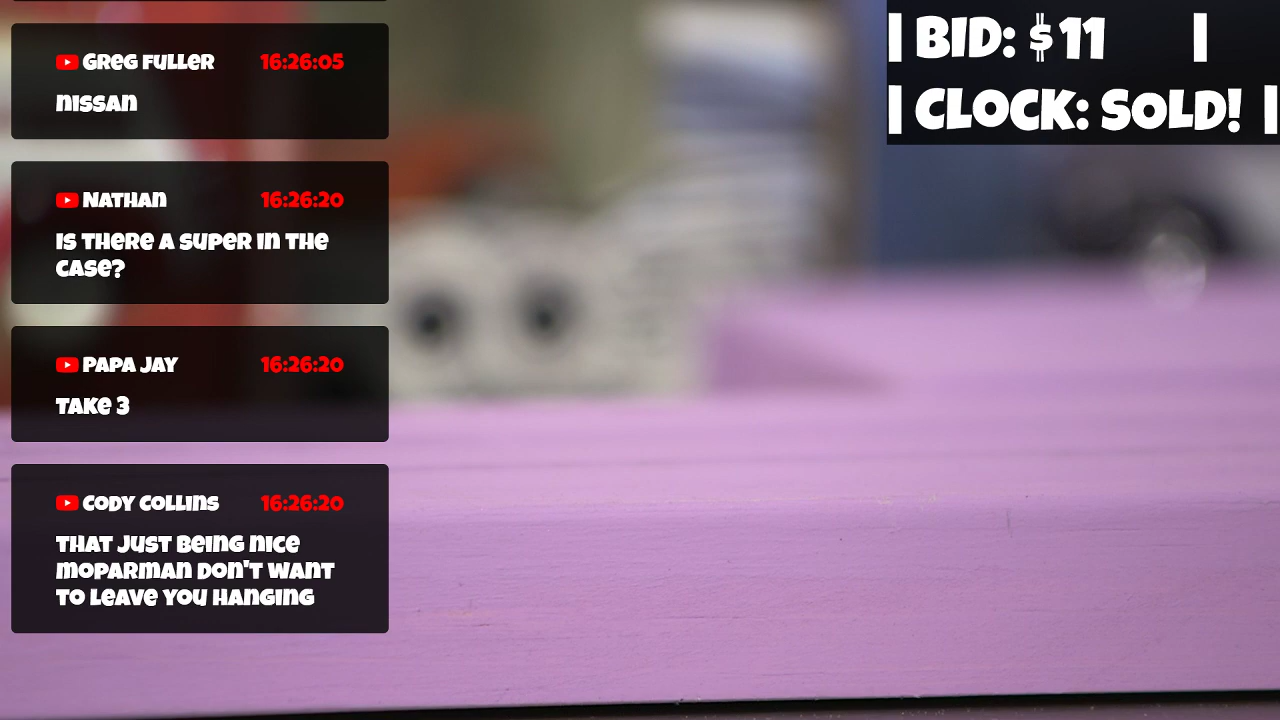 Greg Fuller 16:26:05
Nissan
Nathan 16:26:20
Is there a super in the
case?
Papa Jay 16:26:20
Take 3
Cody Collins 16:26:20
That just being nice
moparman don't want
to leave you hanging
| BID: $11 |
| CLOCK: SOLD! |